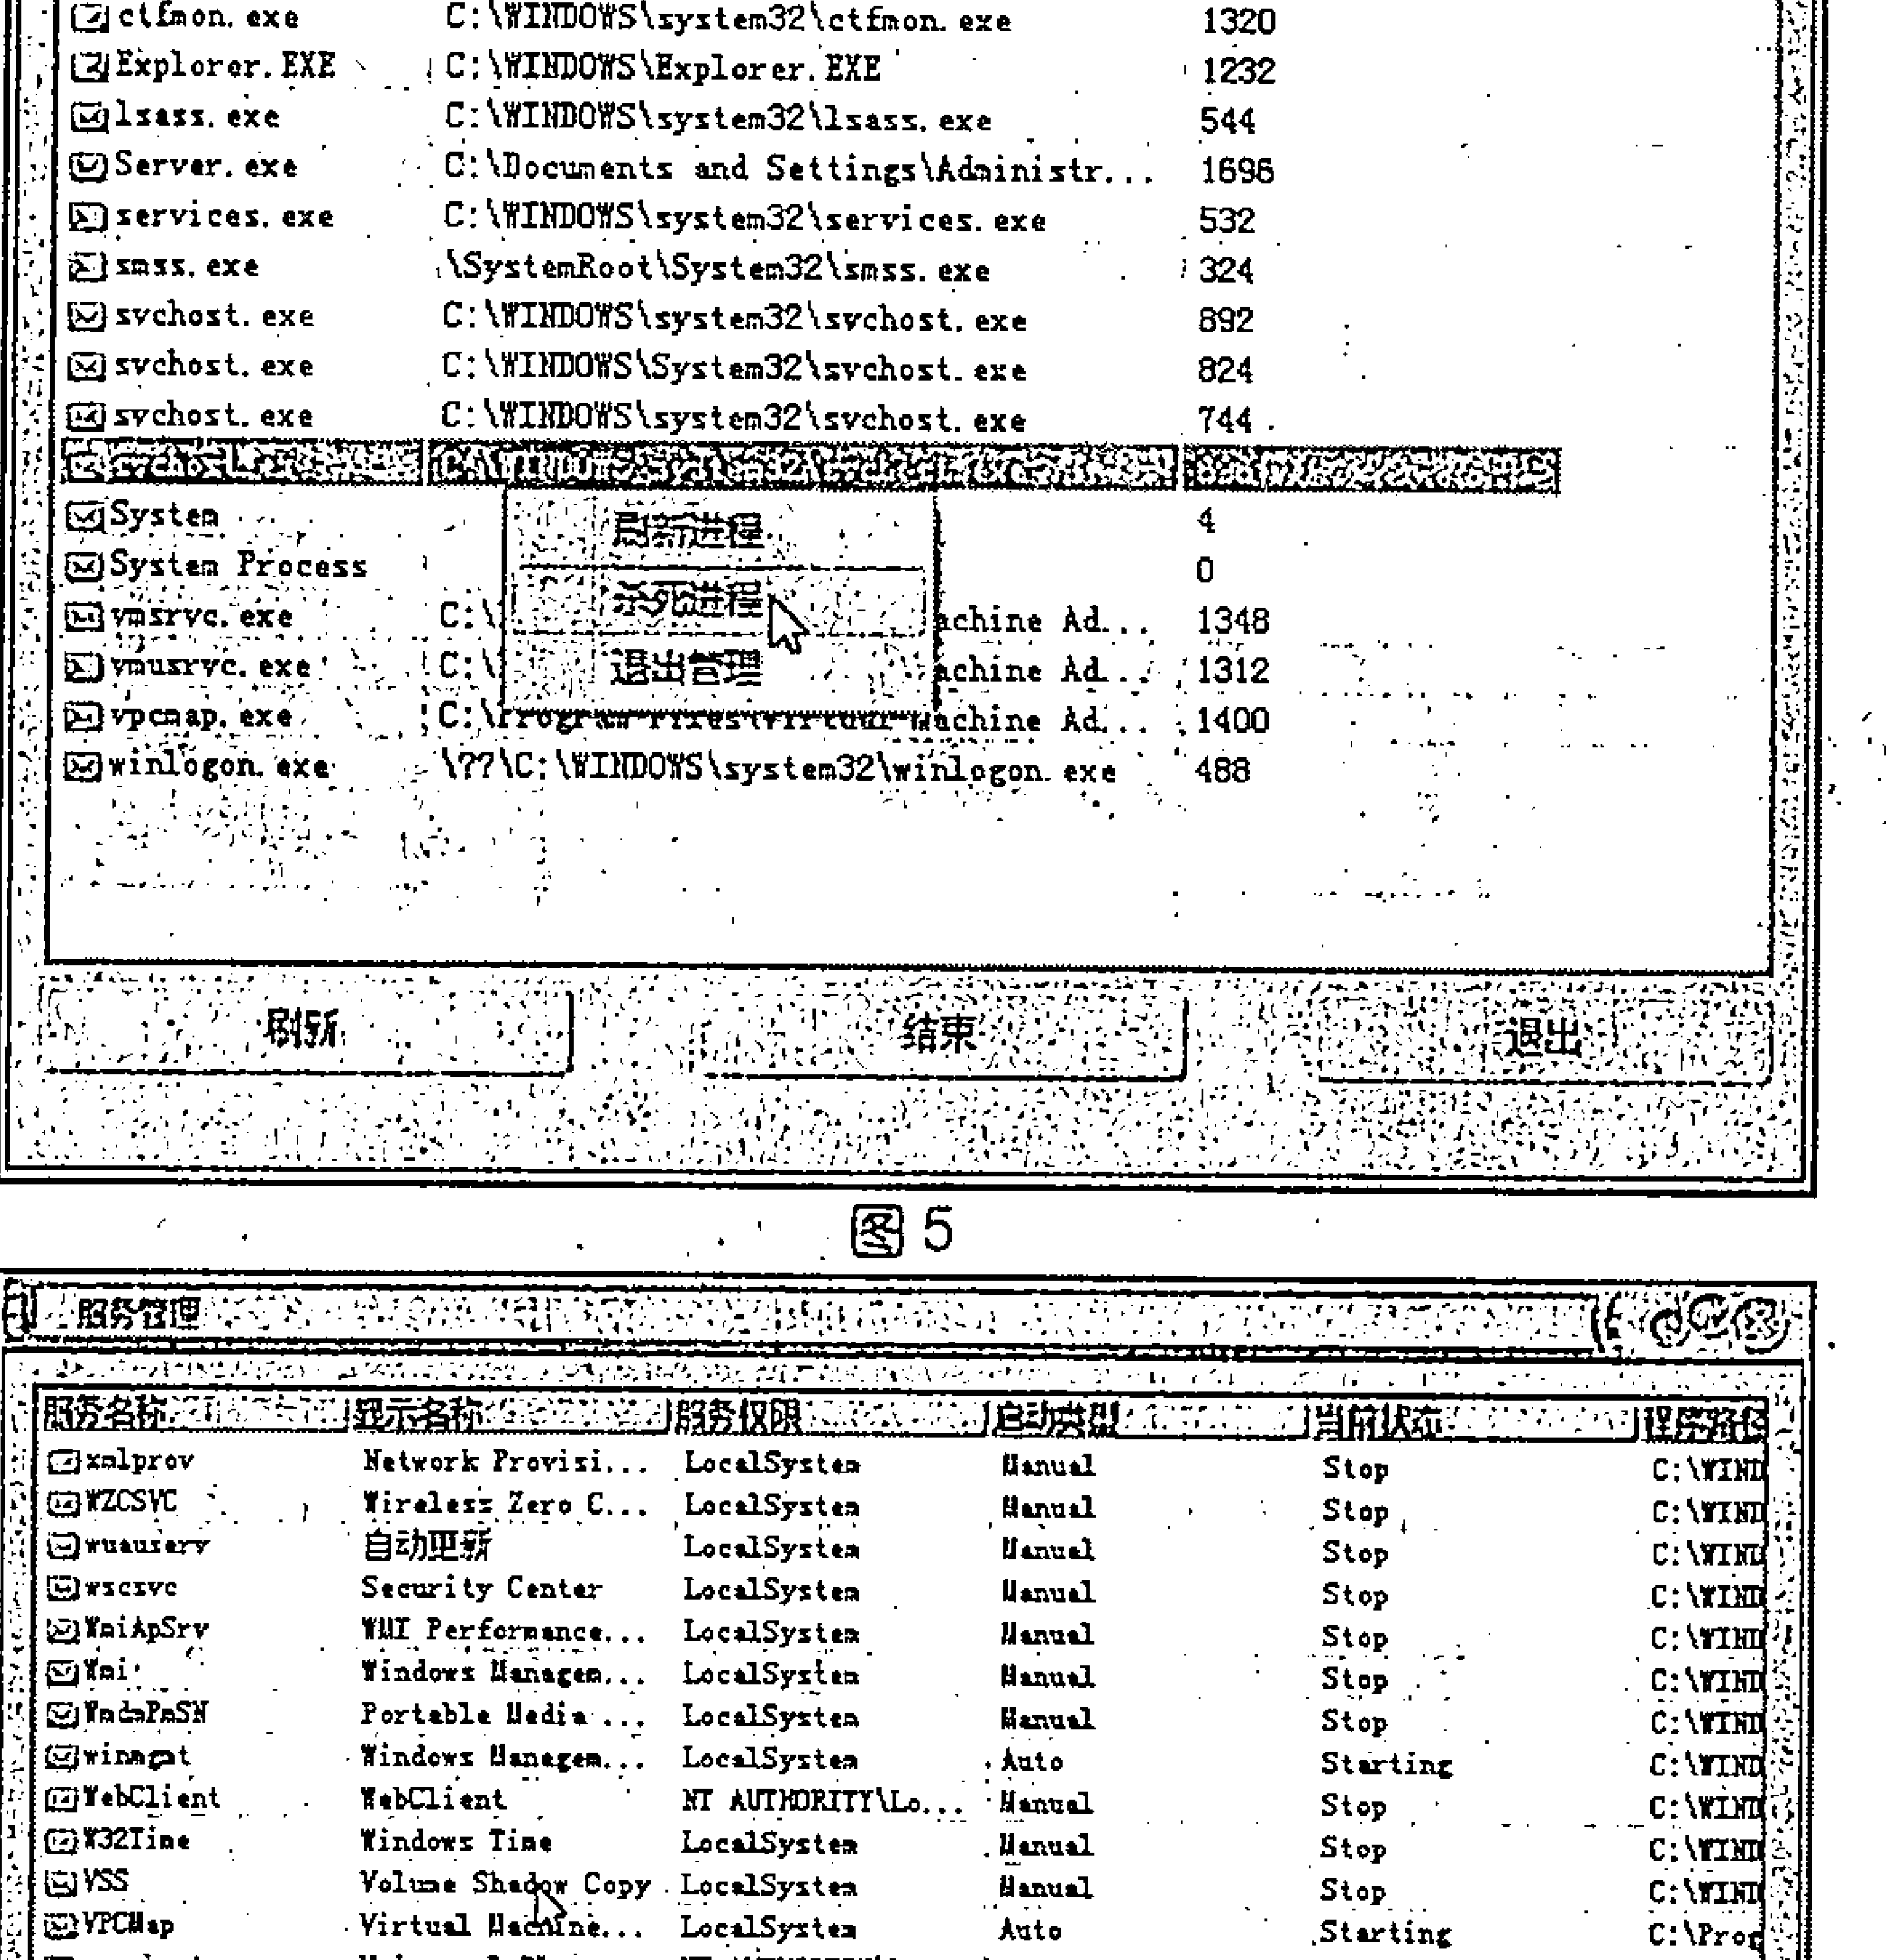 ctfmon.exe C:\WINDOWS\system32\ctfmon.exe 1320
Explorer.EXE C:\WINDOWS\Explorer.EXE 1232
lsass.exe C:\WINDOWS\system32\lsass.exe 544
Server.exe C:\Documents and Settings\Administr... 1696
services.exe C:\WINDOWS\system32\services.exe 532
smss.exe \SystemRoot\System32\smss.exe 324
svchost.exe C:\WINDOWS\system32\svchost.exe 892
svchost.exe C:\WINDOWS\System32\svchost.exe 824
svchost.exe C:\WINDOWS\system32\svchost.exe 744
System 4
刷新进程
System Process 0
杀死进程
vmsrvc.exe C:\ achine Ad... 1348
vmusrvc.exe C:\ achine Ad... 1312
退出管理
vpcmap.exe C:\Program Files\Virtual Machine Ad... 1400
winlogon.exe \??\C:\WINDOWS\system32\winlogon.exe 488
刷新 结束 退出
图 5
服务管理
服务名称 显示名称 服务权限 启动类型 当前状态 程序路径
xmlprov Network Provisi... LocalSystem Manual Stop C:\WIND
WZCSVC Wireless Zero C... LocalSystem Manual Stop C:\WIND
wuauserv 自动更新 LocalSystem Manual Stop C:\WIND
wscsvc Security Center LocalSystem Manual Stop C:\WIND
WmiApSrv WMI Performance... LocalSystem Manual Stop C:\WIND
Wmi Windows Managem... LocalSystem Manual Stop C:\WIND
WmdmPmSN Portable Media ... LocalSystem Manual Stop C:\WIND
winmgmt Windows Managem... LocalSystem Auto Starting C:\WIND
WebClient WebClient NT AUTHORITY\Lo... Manual Stop C:\WIND
W32Time Windows Time LocalSystem Manual Stop C:\WIND
VSS Volume Shadow Copy LocalSystem Manual Stop C:\WIND
VPCMap Virtual Machine... LocalSystem Auto Starting C:\Prog